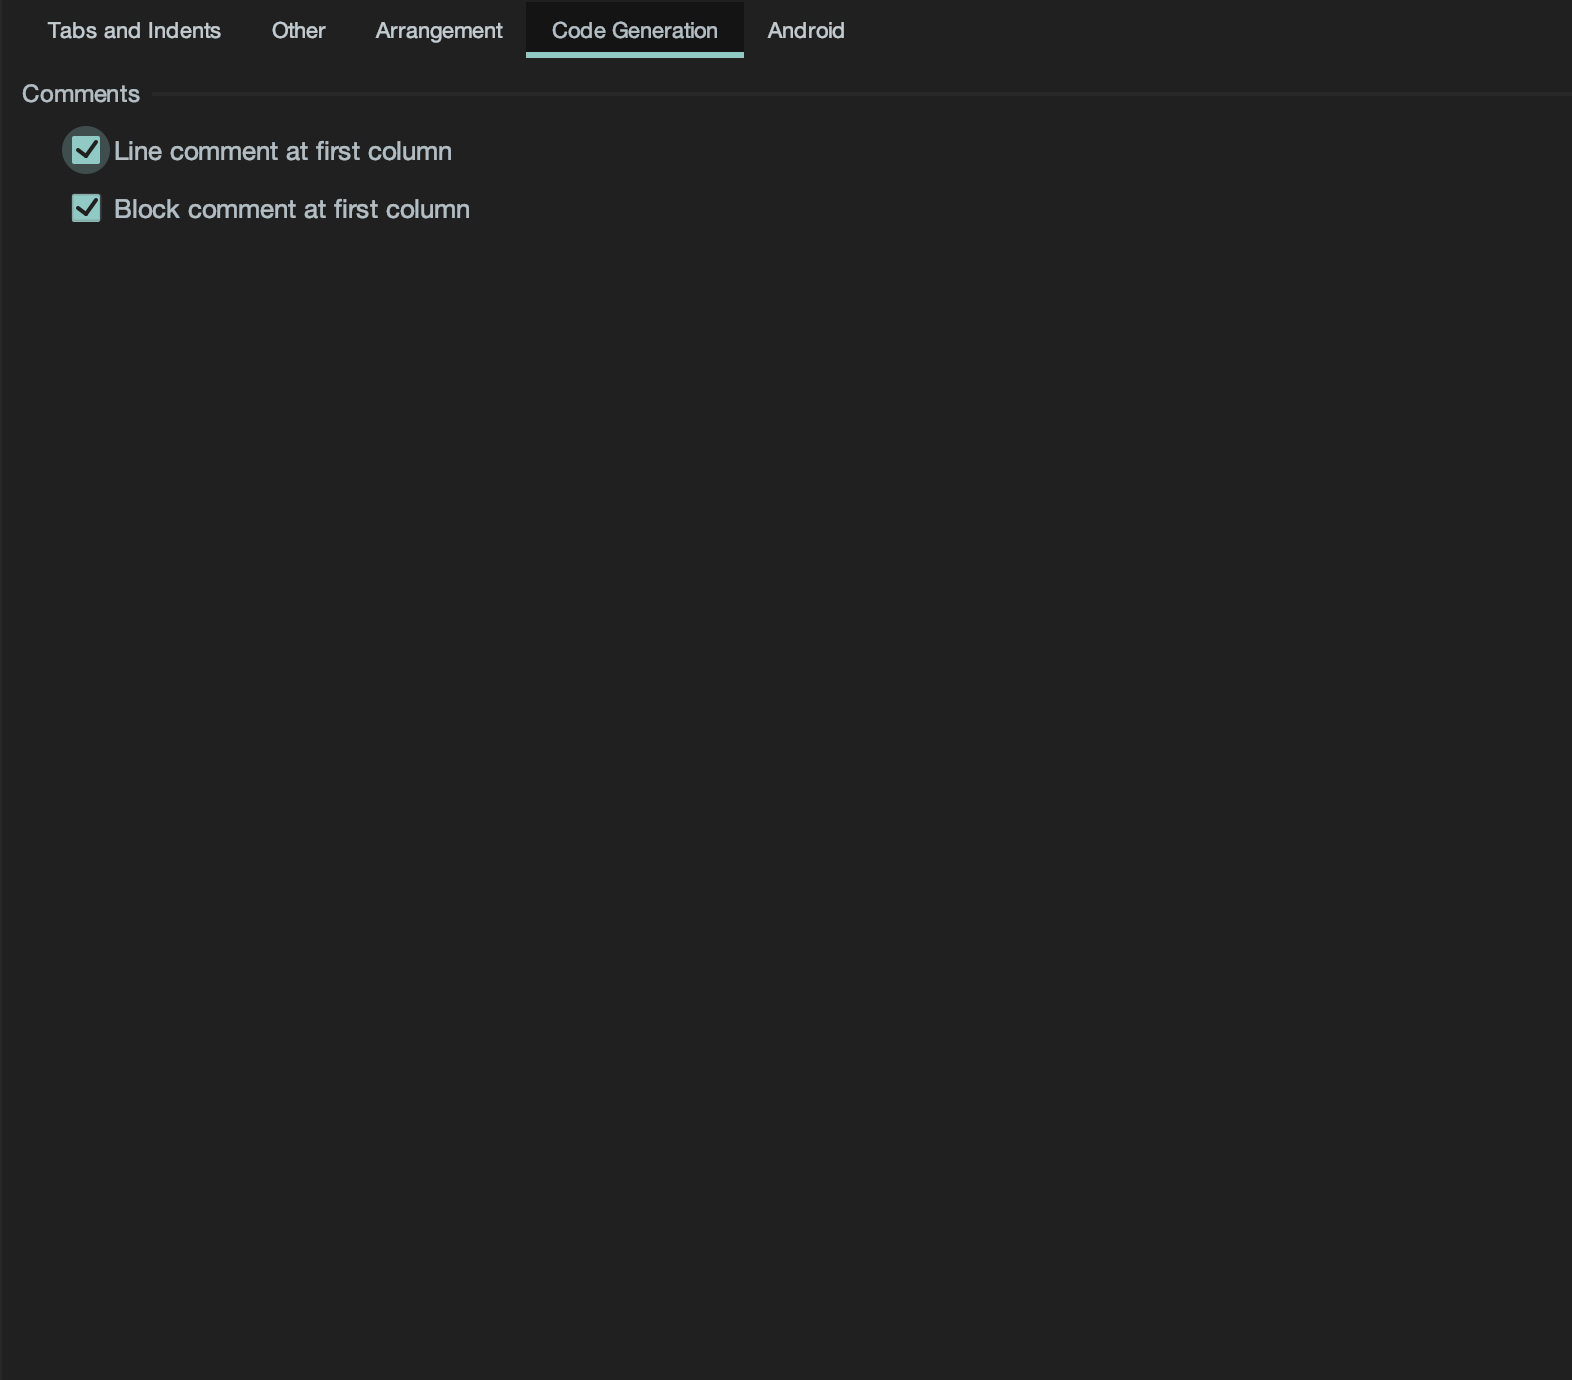 Tabs and Indents Other Arrangement Code Generation Android
Comments
Line comment at first column
Block comment at first column